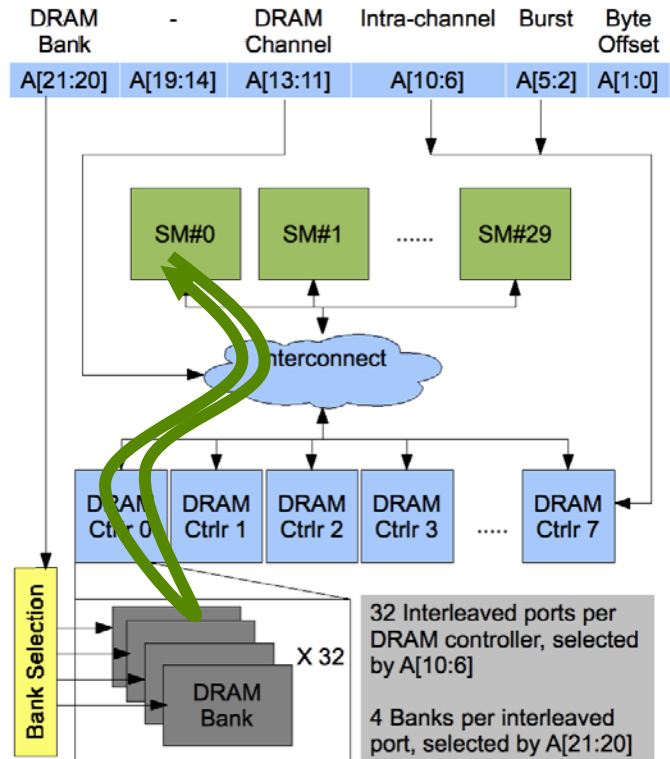 DRAM
Bank
-
DRAM
Channel
Intra-channel
Burst
Byte
Offset
A[21:20]
A[19:14]
A[13:11]
A[10:6]
A[5:2]
A[1:0]
SM#0
SM#1
......
SM#29
Interconnect
DRAM
Ctrlr 0
DRAM
Ctrlr 1
DRAM
Ctrlr 2
DRAM
Ctrlr 3
.....
DRAM
Ctrlr 7
Bank Selection
X 32
DRAM
Bank
32 Interleaved ports per
DRAM controller, selected
by A[10:6]
4 Banks per interleaved
port, selected by A[21:20]